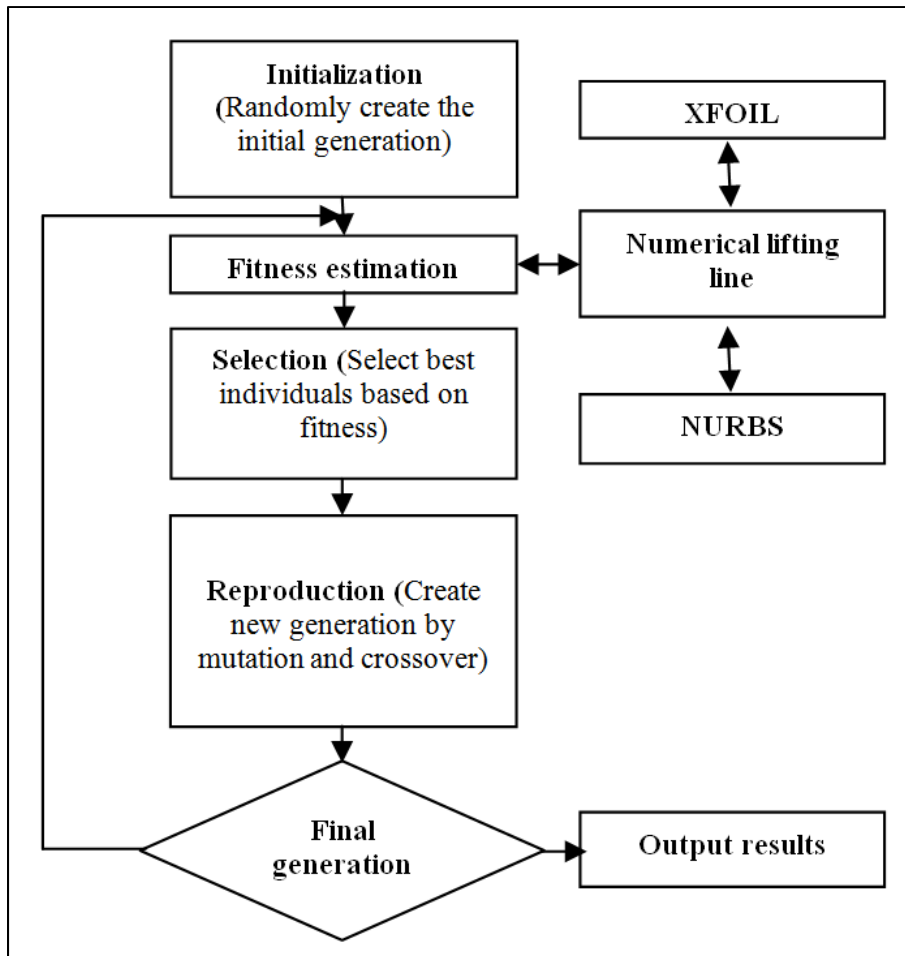 Initialization
(Randomly create the
initial generation)
XFOIL
Numerical lifting
line
Fitness estimation
Selection (Select best
individuals based on
fitness)
NURBS
Reproduction (Create
new generation by
mutation and crossover)
Final
generation
Output results